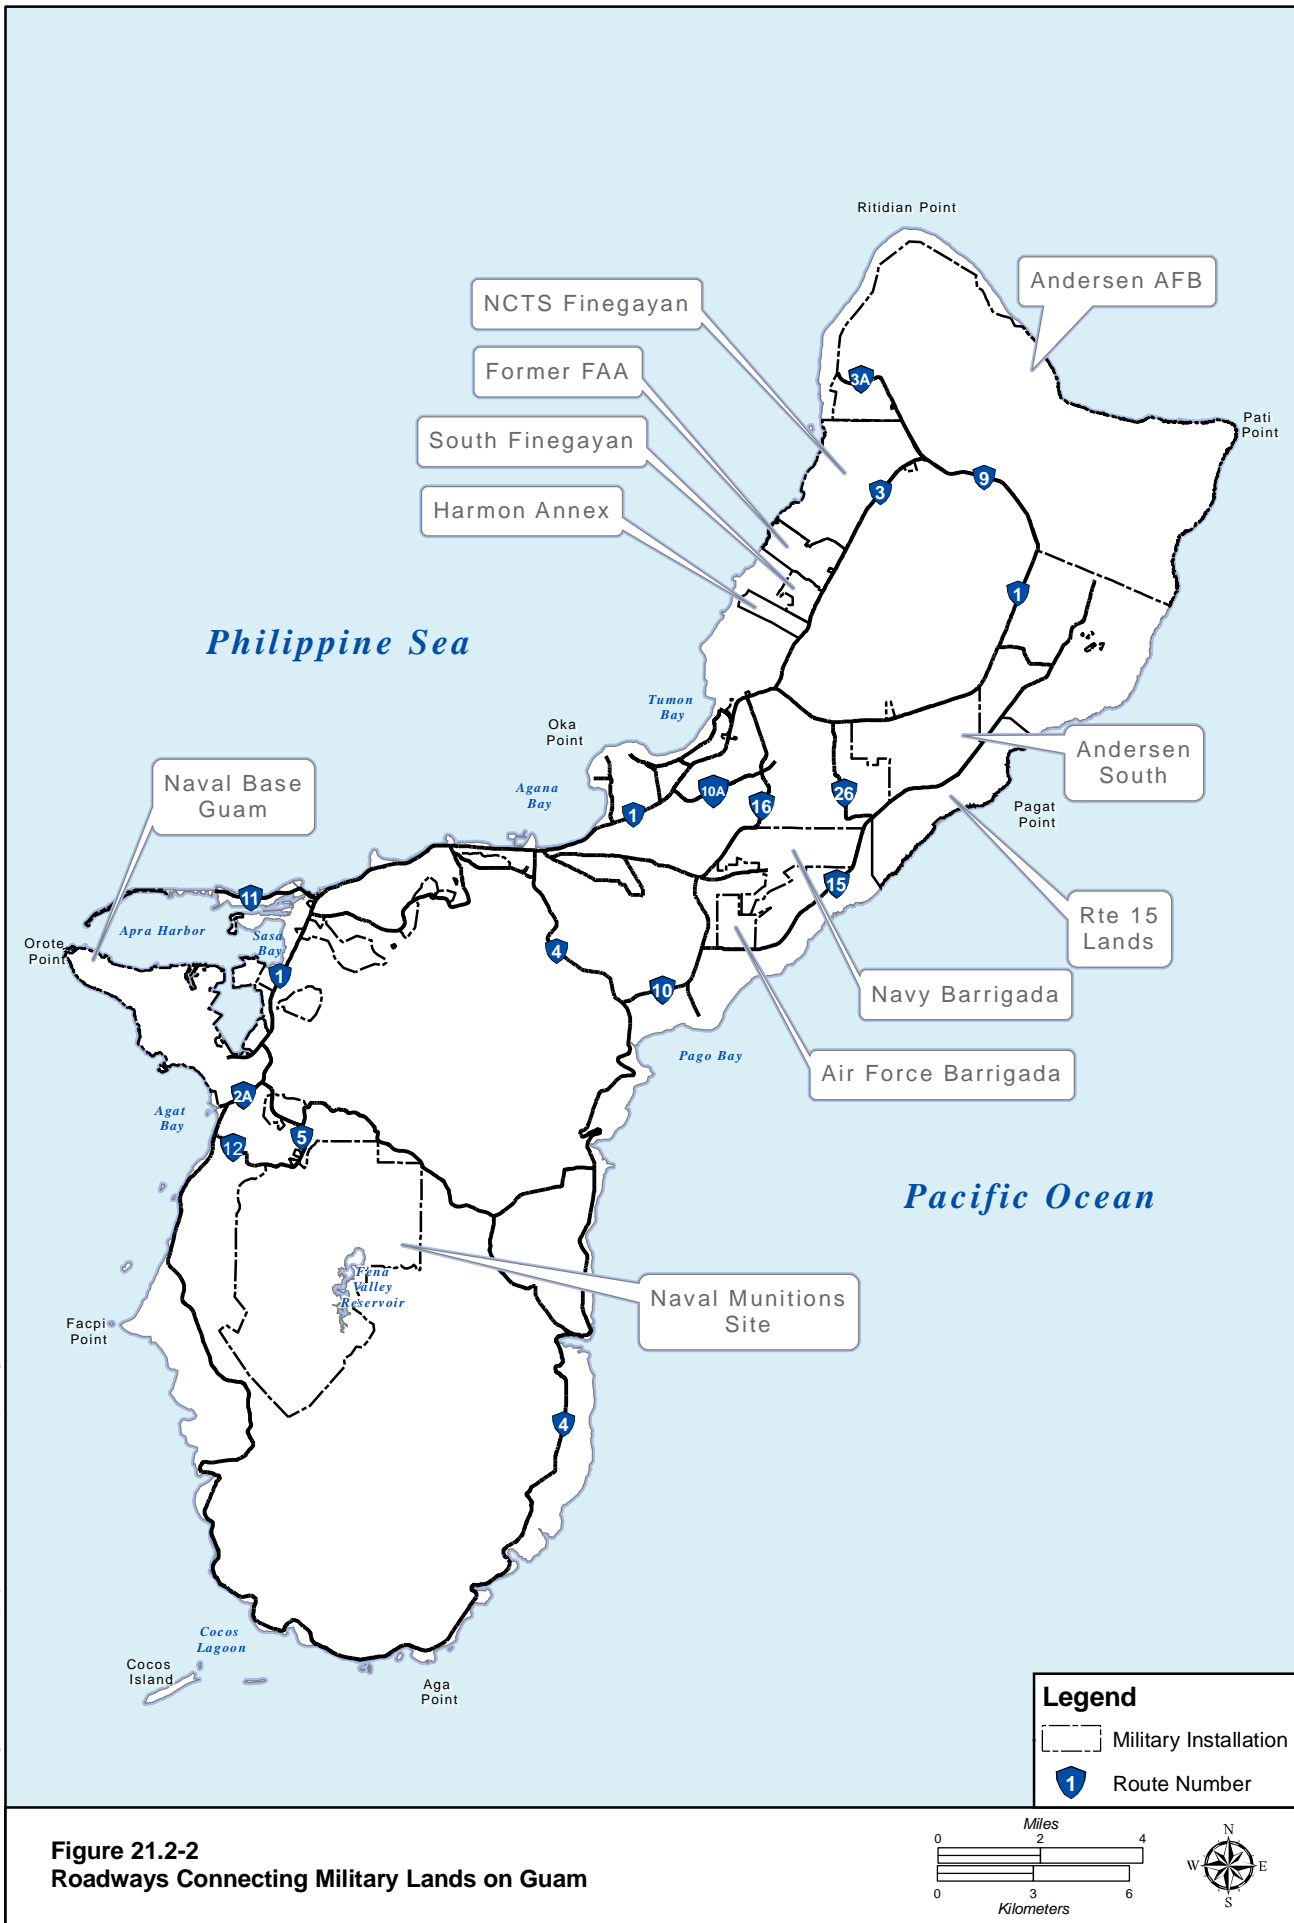 Ritidian Point
Andersen AFB
NCTS Finegayan
Former FAA
3A
Pati
Point
South Finegayan
9
3
Harmon Annex
1
Philippine Sea
Tumon
Bay
Oka
Point
Andersen
South
Naval Base
Guam
Agana
Bay
10A
16
26
1
Pagat
Point
15
11
Rte 15
Lands
Apra Harbor
Sasa
Bay
Orote
Point
4
1
10
Navy Barrigada
Pago Bay
Air Force Barrigada
2A
Agat
Bay
5
12
Pacific Ocean
Fena
Valley
Reservoir
Naval Munitions
Site
Facpi
Point
4
Cocos
Lagoon
Cocos
Island
Aga
Point
Legend
Military Installation
1 Route Number
Figure 21.2-2
Roadways Connecting Military Lands on Guam
Miles
0 2 4
0 3 6
Kilometers
N
W E
S